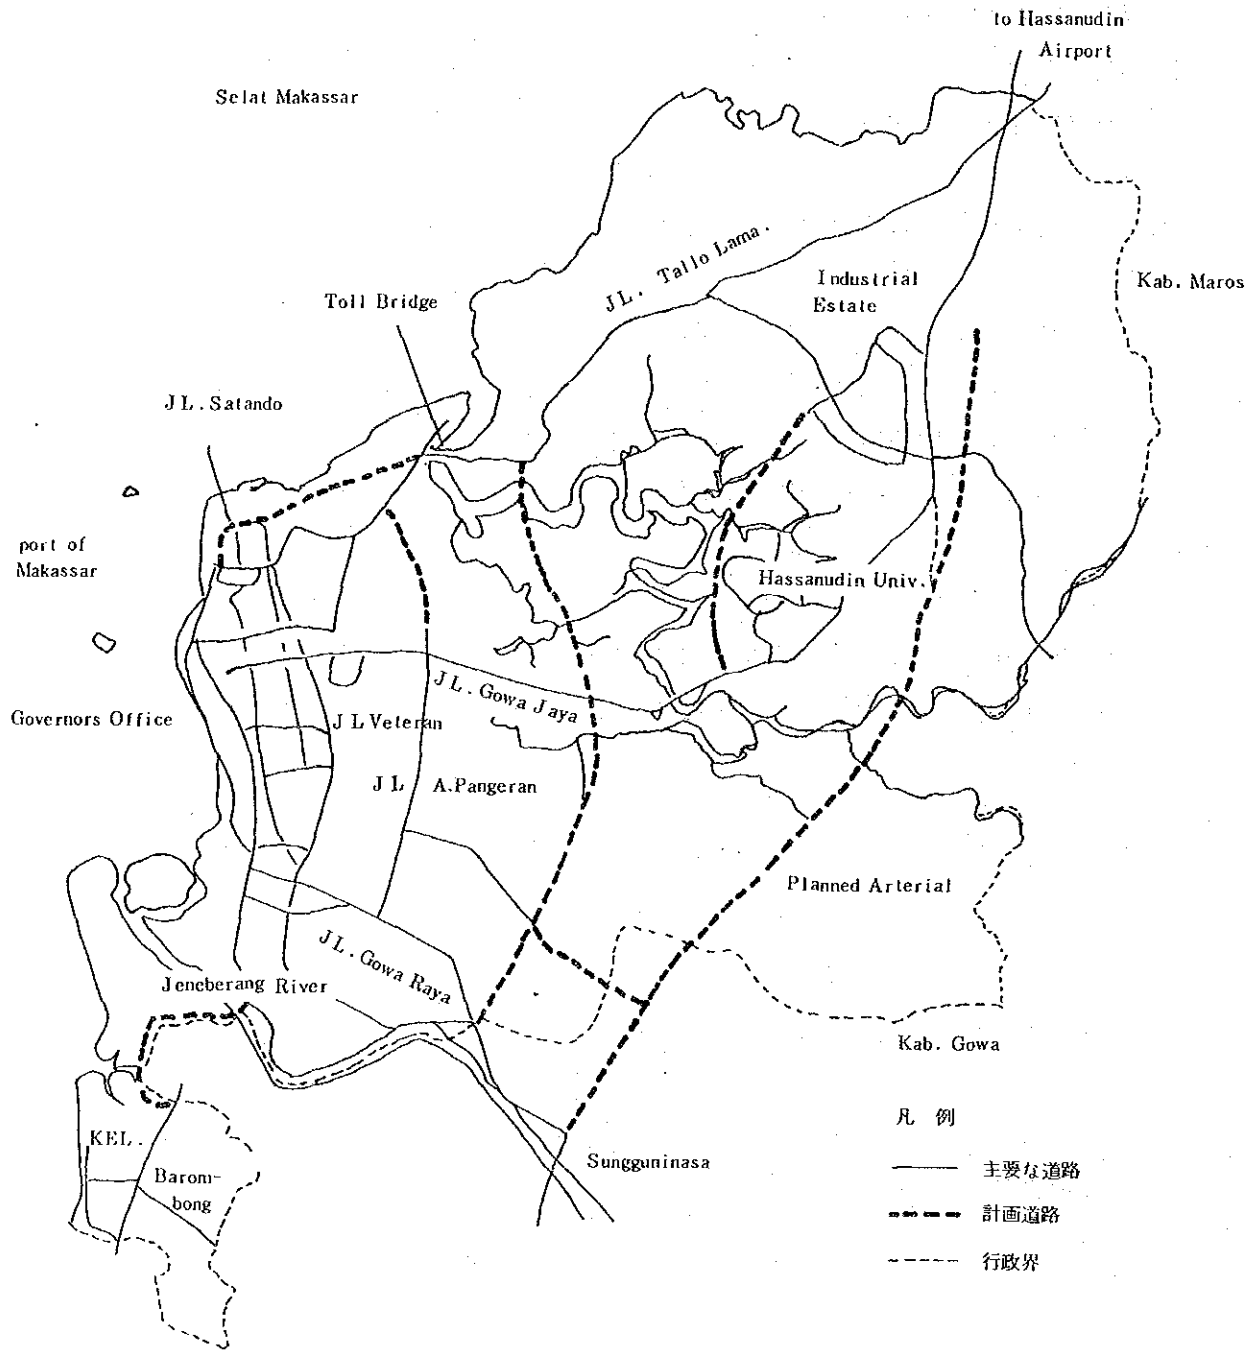 to Hassanudin
Airport
Selat Makassar
JL. Tallo Lama.
Industrial
Estate
Kab. Maros
Toll Bridge
JL. Satando
port of
Makassar
Hassanudin Univ.
JL. Gowa Jaya
Governors Office
JL Veteran
JL A.Pangeran
Planned Arterial
JL. Gowa Raya
Jeneberang River
Kab. Gowa
凡 例
KEL.
Barom-
bong
Sungguminasa
主要な道路
計画道路
行政界